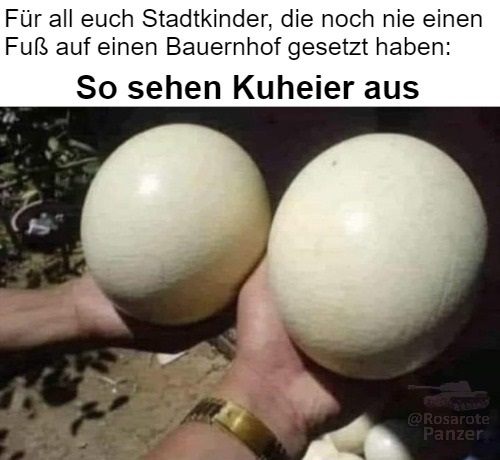 Für all euch Stadtkinder, die noch nie einen
Fuß auf einen Bauernhof gesetzt haben:
So sehen Kuheier aus
@Rosarote
Panzer